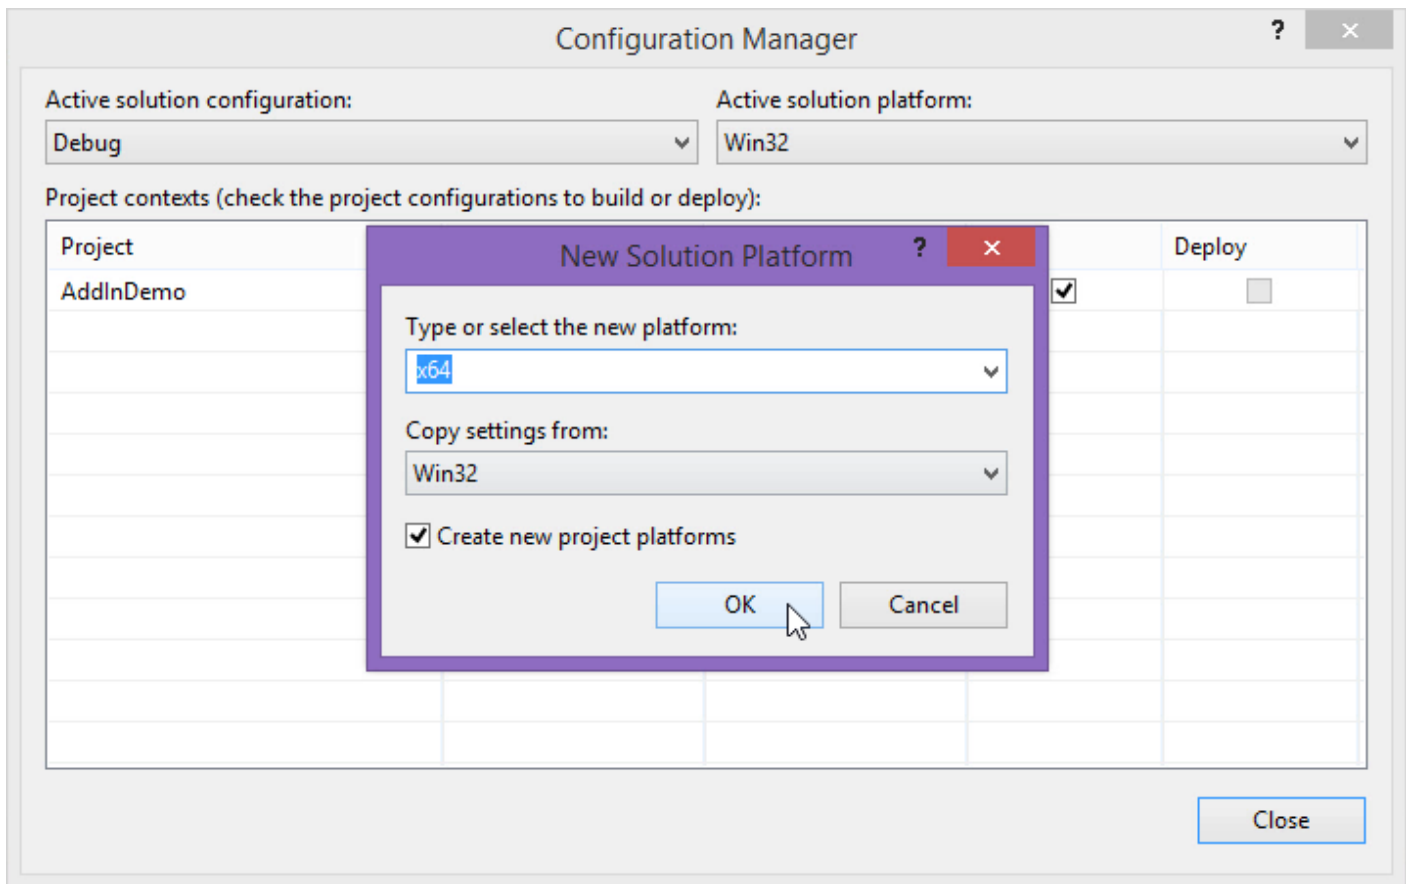 Configuration Manager
?
Active solution configuration: Active solution platform:
Debug Win32
Project contexts (check the project configurations to build or deploy):
Project Deploy
AddInDemo
New Solution Platform
?
Type or select the new platform:
x64
Copy settings from:
Win32
Create new project platforms
OK Cancel
Close